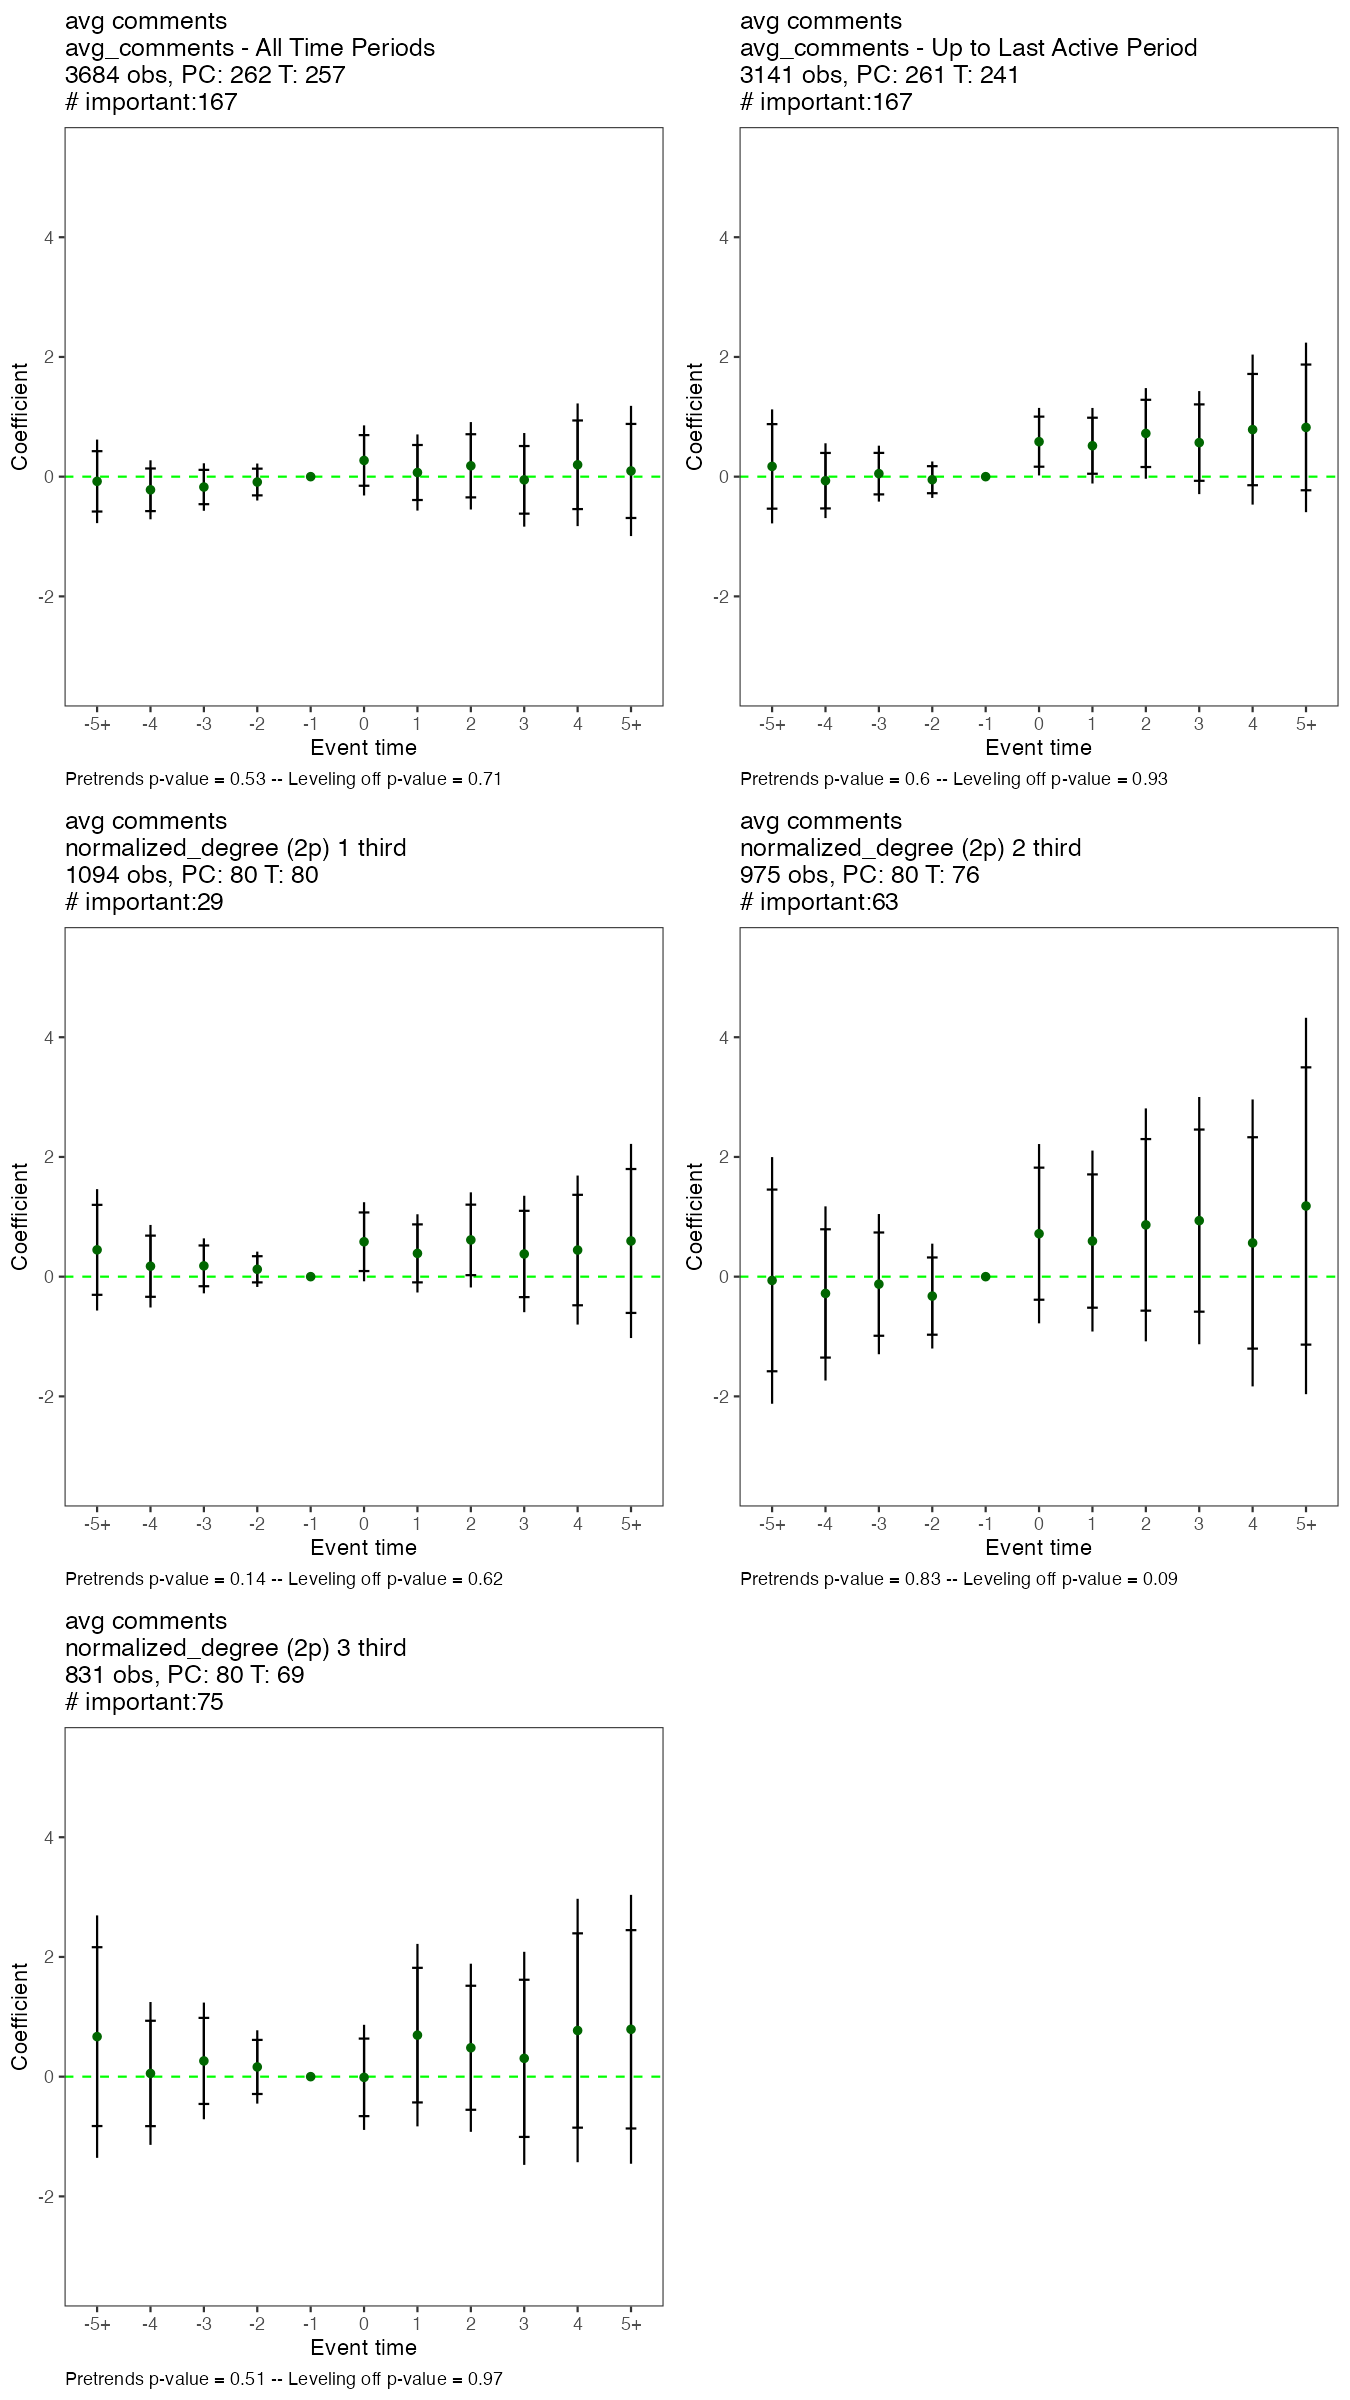 avg comments
avg_comments - All Time Periods
3684 obs, PC: 262 T: 257
# important:167
4
2
0
-2
Coefficient
-5+ -4 -3 -2 -1 0 1 2 3 4 5+
Event time
Pretrends p-value = 0.53 -- Leveling off p-value = 0.71
avg comments
avg_comments - Up to Last Active Period
3141 obs, PC: 261 T: 241
# important:167
4
2
0
-2
Coefficient
-5+ -4 -3 -2 -1 0 1 2 3 4 5+
Event time
Pretrends p-value = 0.6 -- Leveling off p-value = 0.93
avg comments
normalized_degree (2p) 1 third
1094 obs, PC: 80 T: 80
# important:29
4
2
0
-2
Coefficient
-5+ -4 -3 -2 -1 0 1 2 3 4 5+
Event time
Pretrends p-value = 0.14 -- Leveling off p-value = 0.62
avg comments
normalized_degree (2p) 2 third
975 obs, PC: 80 T: 76
# important:63
4
2
0
-2
Coefficient
-5+ -4 -3 -2 -1 0 1 2 3 4 5+
Event time
Pretrends p-value = 0.83 -- Leveling off p-value = 0.09
avg comments
normalized_degree (2p) 3 third
831 obs, PC: 80 T: 69
# important:75
4
2
0
-2
Coefficient
-5+ -4 -3 -2 -1 0 1 2 3 4 5+
Event time
Pretrends p-value = 0.51 -- Leveling off p-value = 0.97